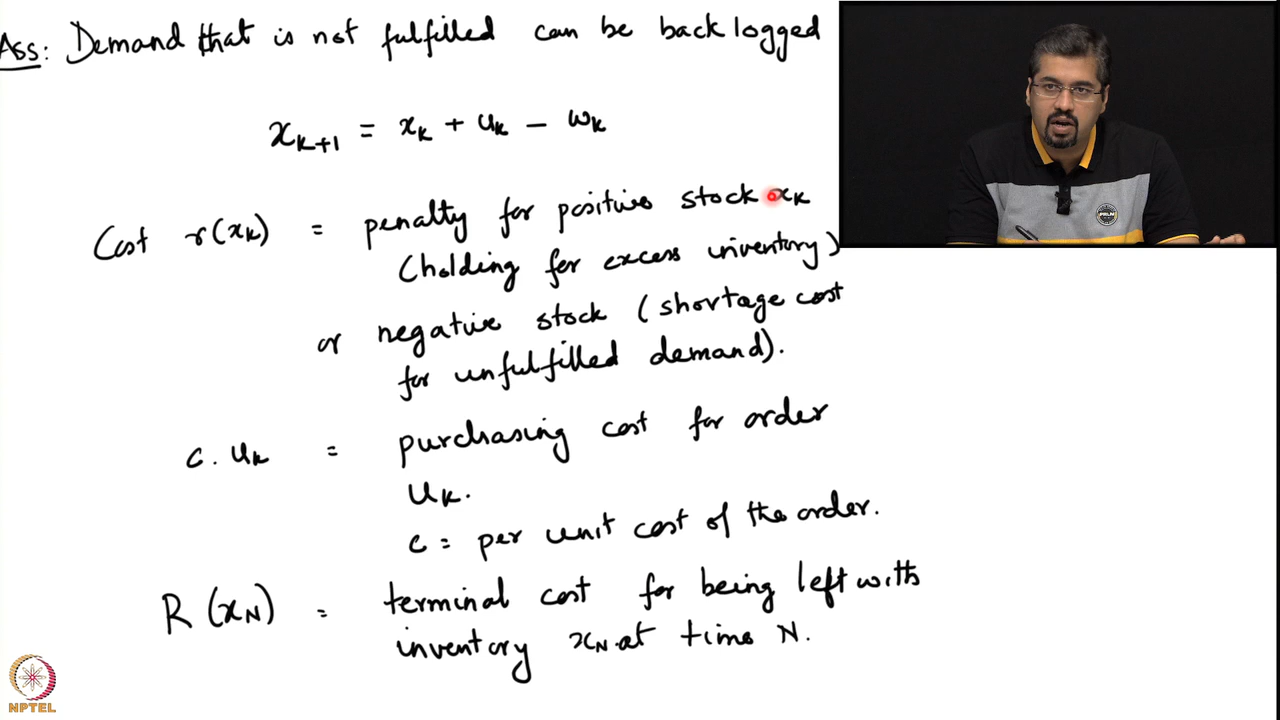 Ass: Demand that is not fulfilled can be backlogged
x_{k+1} = x_k + u_k − w_k
Cost r(x_k) = penalty for positive stock x_k
(holding for excess inventory)
or negative stock (shortage cost
for unfulfilled demand).
c. u_k = purchasing cost for order
u_k.
c = per unit cost of the order.
R(x_N) = terminal cost for being left with
inventory x_N at time N.
NPTEL